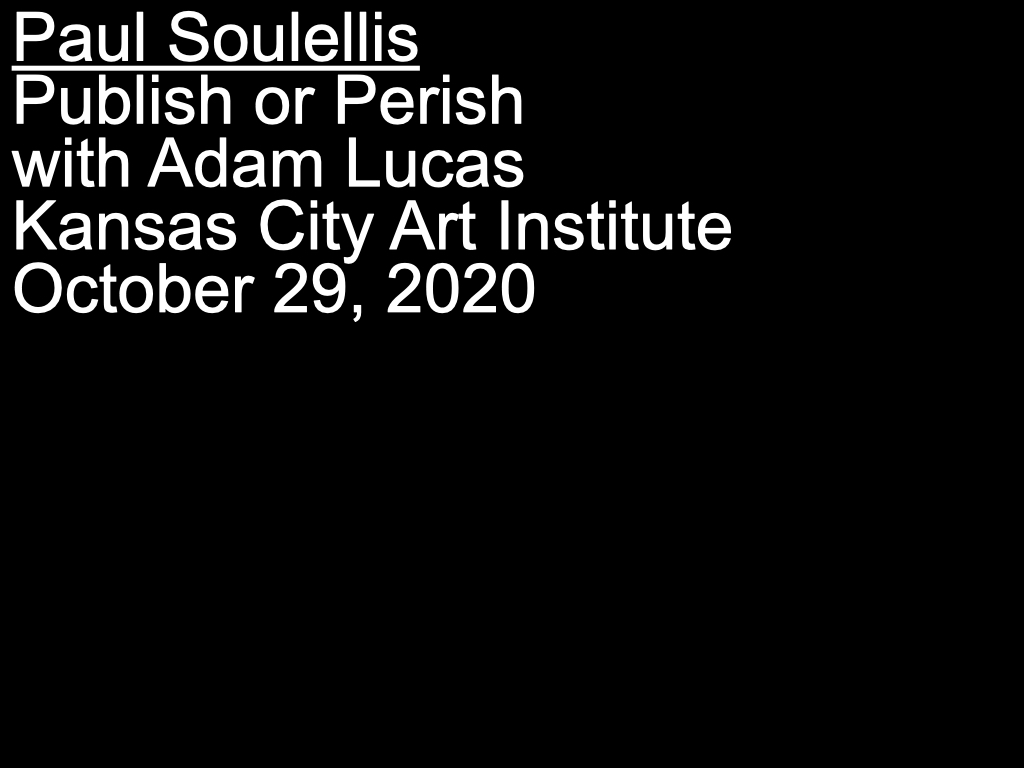 Paul Soulellis
Publish or Perish
with Adam Lucas
Kansas City Art Institute
October 29, 2020